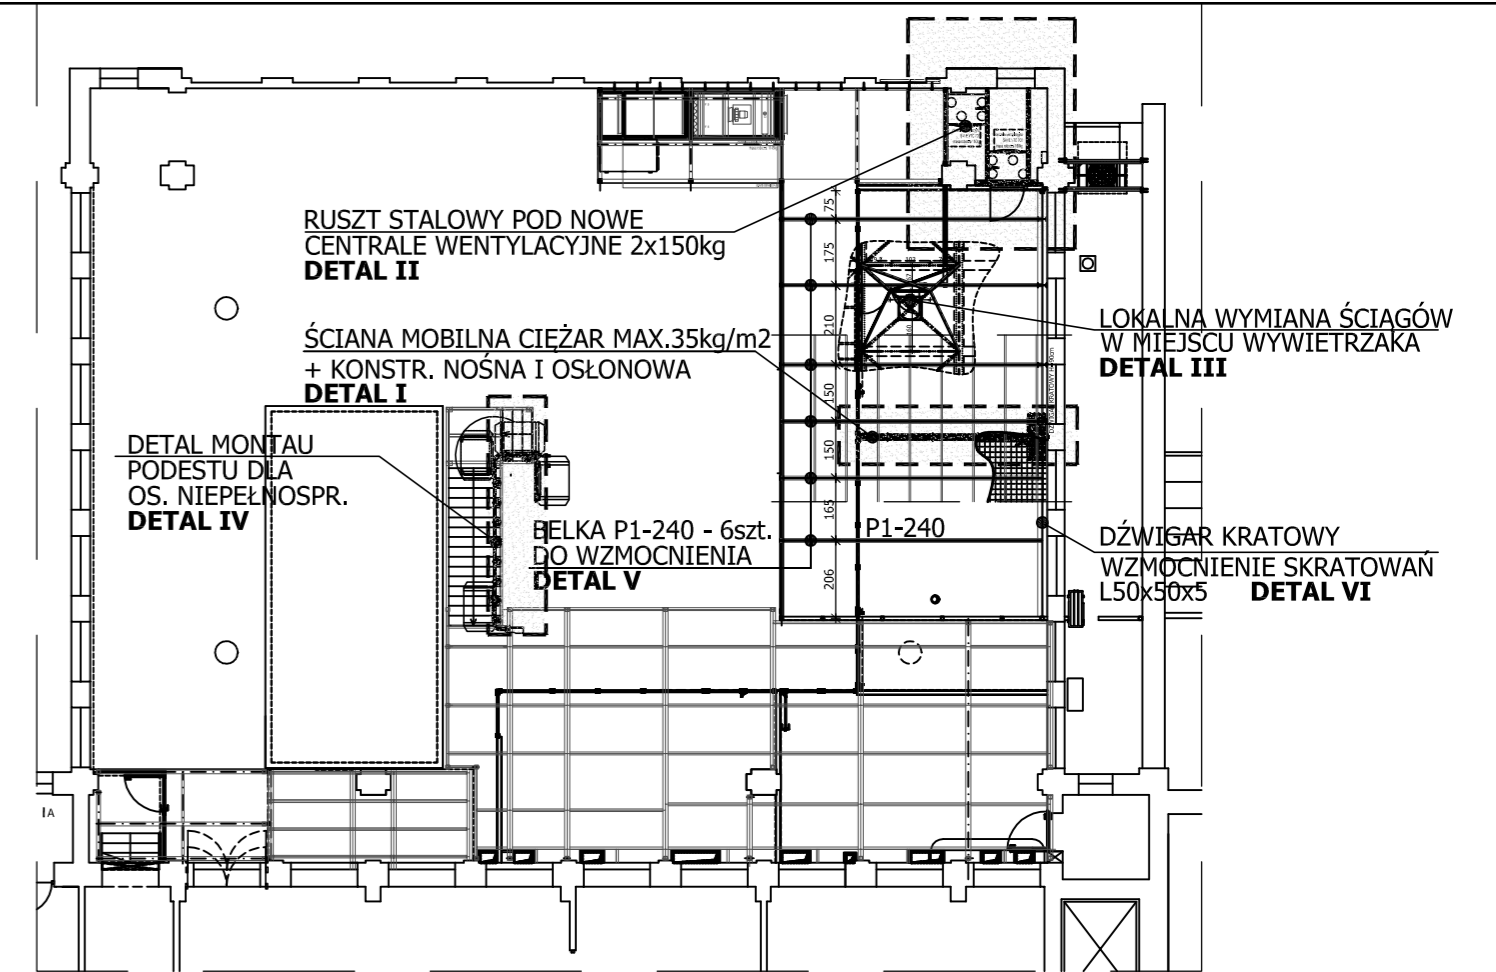 RUSZT STALOWY POD NOWE
CENTRALE WENTYLACYJNE 2x150kg
DETAL II
ŚCIANA MOBILNA CIĘŻAR MAX.35kg/m2
+ KONSTR. NOŚNA I OSŁONOWA
DETAL I
LOKALNA WYMIANA ŚCIAGÓW
W MIEJSCU WYWIETRZAKA
DETAL III
DETAL MONTAU
PODESTU DLA
OS. NIEPEŁNOSPR.
DETAL IV
BELKA P1-240 - 6szt.
DO WZMOCNIENIA
DETAL V
P1-240
DŹWIGAR KRATOWY
WZMOCNIENIE SKRATOWAŃ
L50x50x5 DETAL VI
75
175
210
150
150
165
206
IA